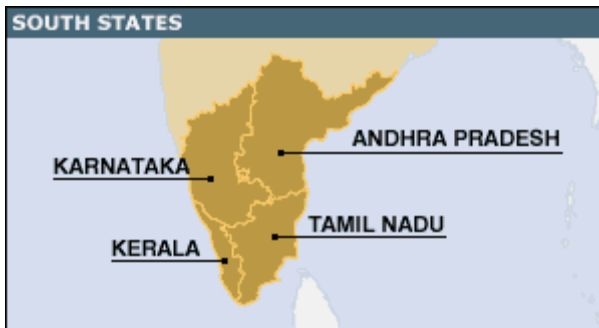 SOUTH STATES
ANDHRA PRADESH
KARNATAKA
TAMIL NADU
KERALA